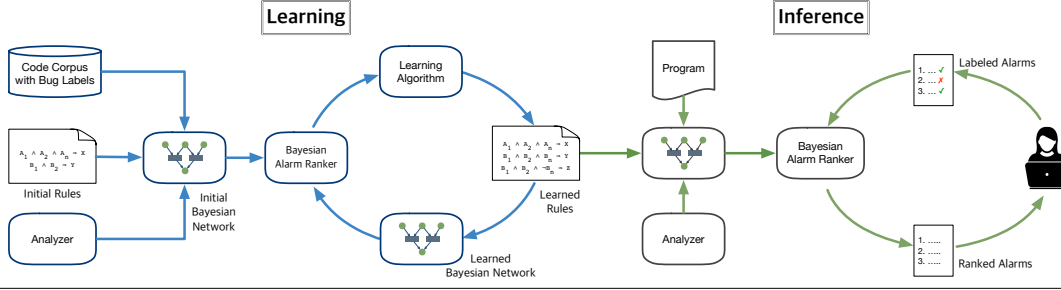 Learning
Inference
Code Corpus
with Bug Labels
Learning
Algorithm
Program
1. ... ✓
2. ... ✗
3. ... ✓
Labeled Alarms
A₁ ∧ A₂ ∧ Aₙ → X
B₁ ∧ B₂ → Y
Initial Rules
Initial
Bayesian
Network
Bayesian
Alarm Ranker
A₁ ∧ A₂ ∧ Aₙ → X
B₁ ∧ B₂ ∧ Bₙ → Y
B₁ ∧ B₂ ∧ ¬Bₙ → Z
Learned
Rules
Bayesian
Alarm Ranker
Analyzer
Learned
Bayesian Network
Analyzer
1. .....
2. .....
3. .....
Ranked Alarms